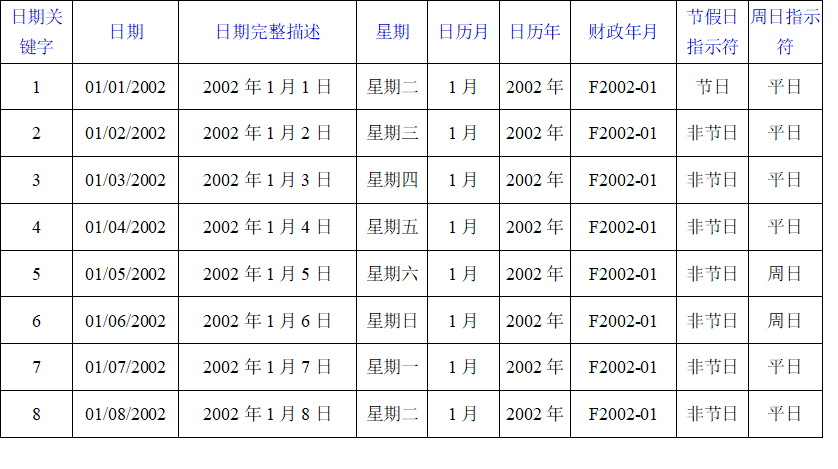 日期关键字 日期 日期完整描述 星期 日历月 日历年 财政年月 节假日指示符 周日指示符
1 01/01/2002 2002 年 1 月 1 日 星期二 1 月 2002 年 F2002-01 节日 平日
2 01/02/2002 2002 年 1 月 2 日 星期三 1 月 2002 年 F2002-01 非节日 平日
3 01/03/2002 2002 年 1 月 3 日 星期四 1 月 2002 年 F2002-01 非节日 平日
4 01/04/2002 2002 年 1 月 4 日 星期五 1 月 2002 年 F2002-01 非节日 平日
5 01/05/2002 2002 年 1 月 5 日 星期六 1 月 2002 年 F2002-01 非节日 周日
6 01/06/2002 2002 年 1 月 6 日 星期日 1 月 2002 年 F2002-01 非节日 周日
7 01/07/2002 2002 年 1 月 7 日 星期一 1 月 2002 年 F2002-01 非节日 平日
8 01/08/2002 2002 年 1 月 8 日 星期二 1 月 2002 年 F2002-01 非节日 平日